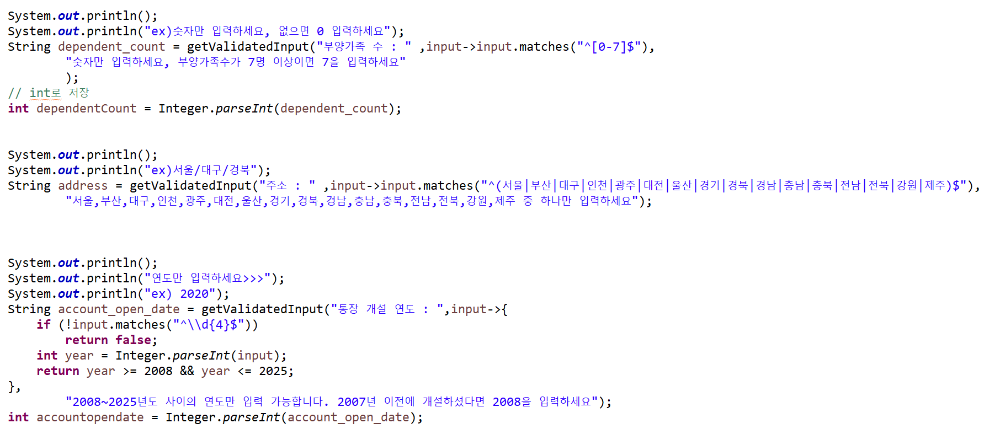 System.out.println();
System.out.println("ex)숫자만 입력하세요, 없으면 0 입력하세요");
String dependent_count = getValidatedInput("부양가족 수 : " ,input->input.matches("^[0-7]$"),
"숫자만 입력하세요, 부양가족수가 7명 이상이면 7을 입력하세요"
);
// int로 저장
int dependentCount = Integer.parseInt(dependent_count);
System.out.println();
System.out.println("ex)서울/대구/경북");
String address = getValidatedInput("주소 : " ,input->input.matches("^(서울|부산|대구|인천|광주|대전|울산|경기|경북|경남|충남|충북|전남|전북|강원|제주)$"),
"서울,부산,대구,인천,광주,대전,울산,경기,경북,경남,충남,충북,전남,전북,강원,제주 중 하나만 입력하세요");
System.out.println();
System.out.println("연도만 입력하세요>>>");
System.out.println("ex) 2020");
String account_open_date = getValidatedInput("통장 개설 연도 : ",input->{
if (!input.matches("^\\d{4}$"))
return false;
int year = Integer.parseInt(input);
return year >= 2008 && year <= 2025;
},
"2008~2025년도 사이의 연도만 입력 가능합니다. 2007년 이전에 개설하셨다면 2008을 입력하세요");
int accountopendate = Integer.parseInt(account_open_date);